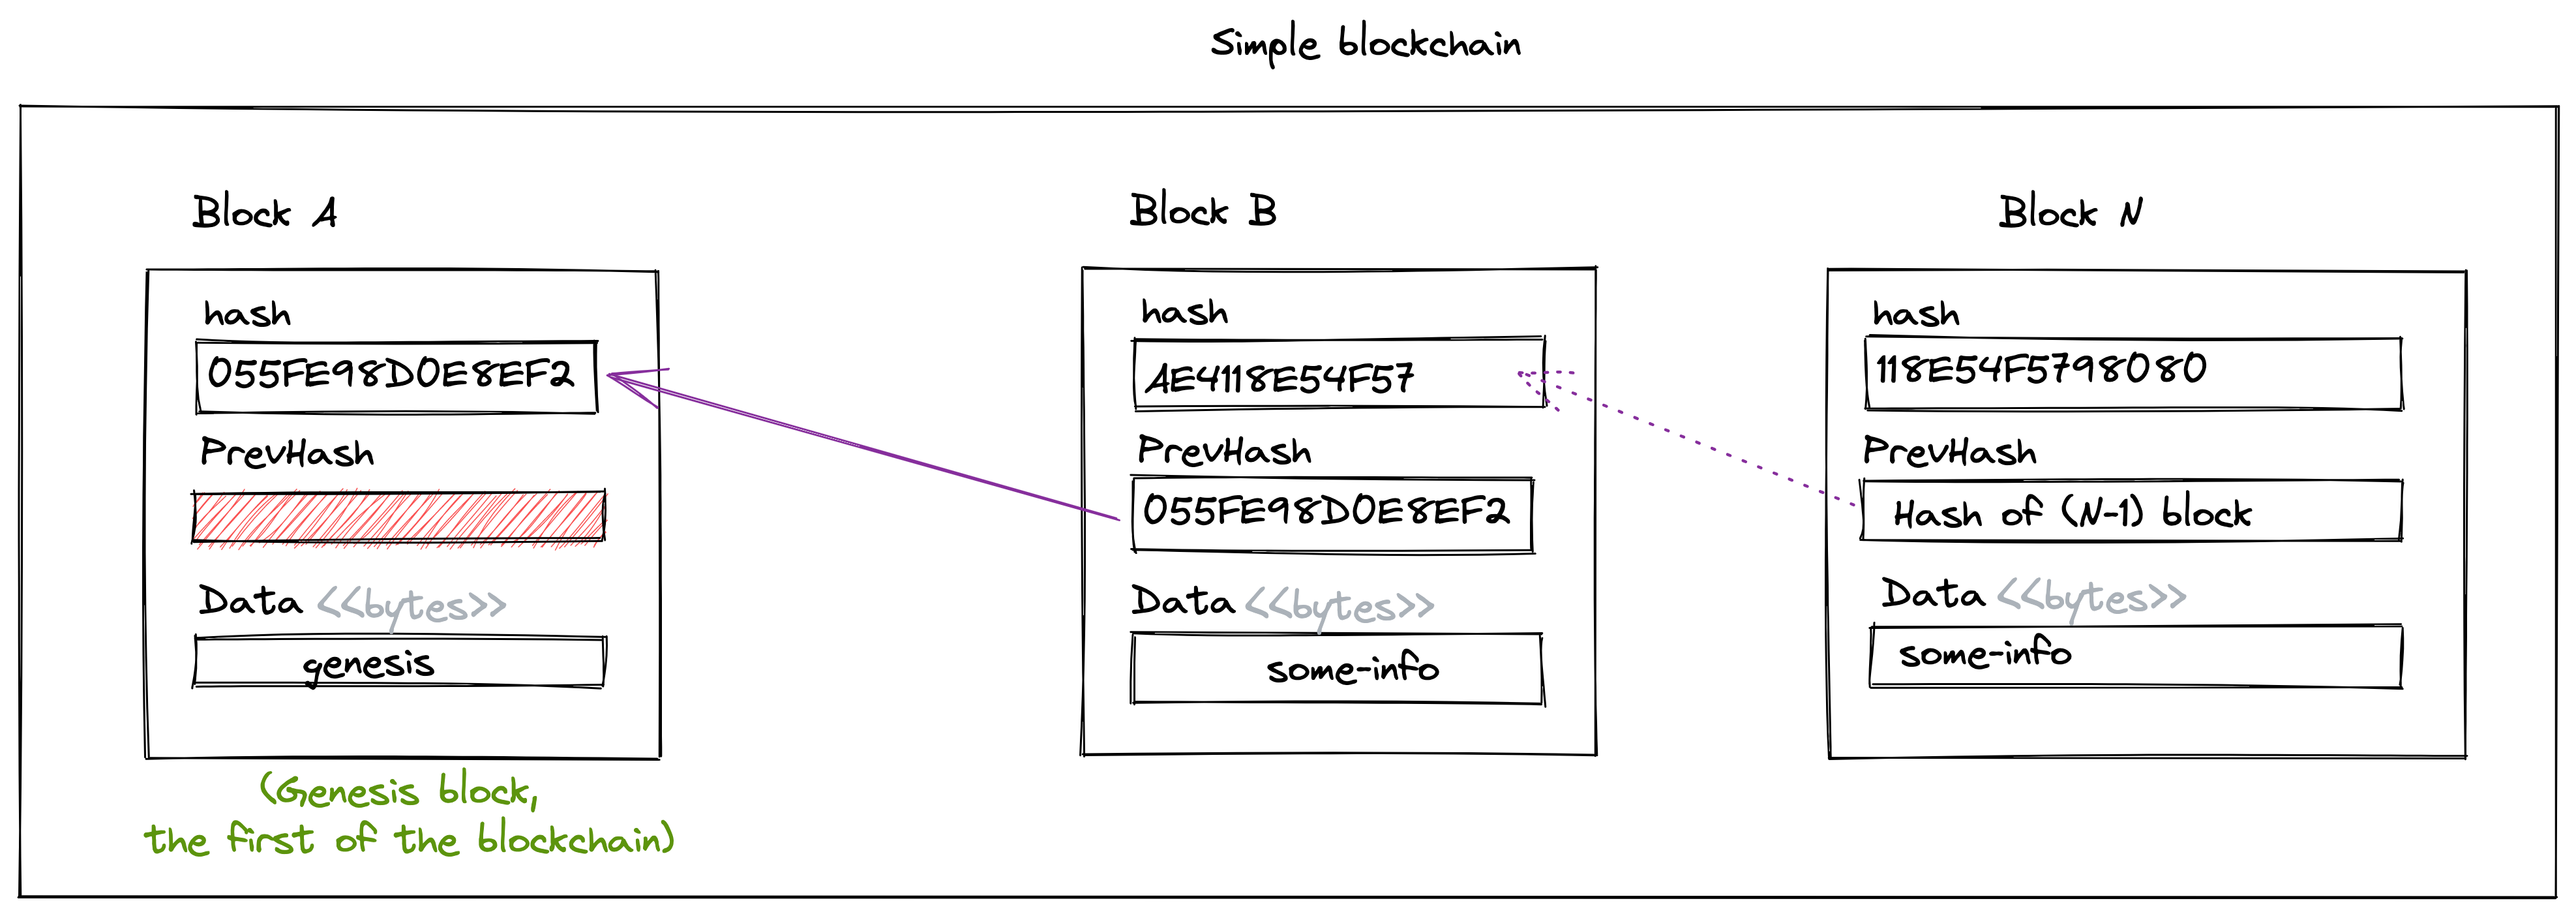 Simple blockchain
Block A
hash
055FE98D0E8EF2
PrevHash
Data <<bytes>>
genesis
(Genesis block,
the first of the blockchain)
Block B
hash
AE4118E54F57
PrevHash
055FE98D0E8EF2
Data <<bytes>>
some-info
Block N
hash
118E54F5798080
PrevHash
Hash of (N-1) block
Data <<bytes>>
some-info